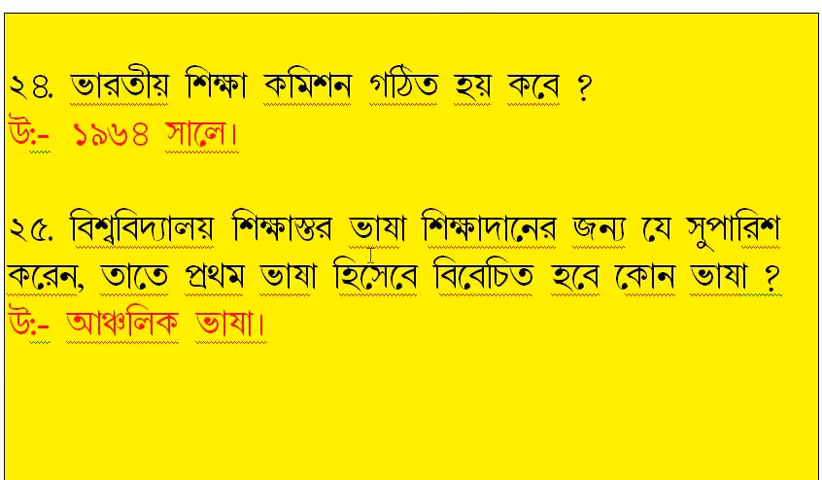 ২৪. ভারতীয় শিক্ষা কমিশন গঠিত হয় কবে ?
উ:- ১৯৬৪ সালে।
২৫. বিশ্ববিদ্যালয় শিক্ষাস্তর ভাষা শিক্ষাদানের জন্য যে সুপারিশ
করেন, তাতে প্রথম ভাষা হিসেবে বিবেচিত হবে কোন ভাষা ?
উ:- আঞ্চলিক ভাষা।